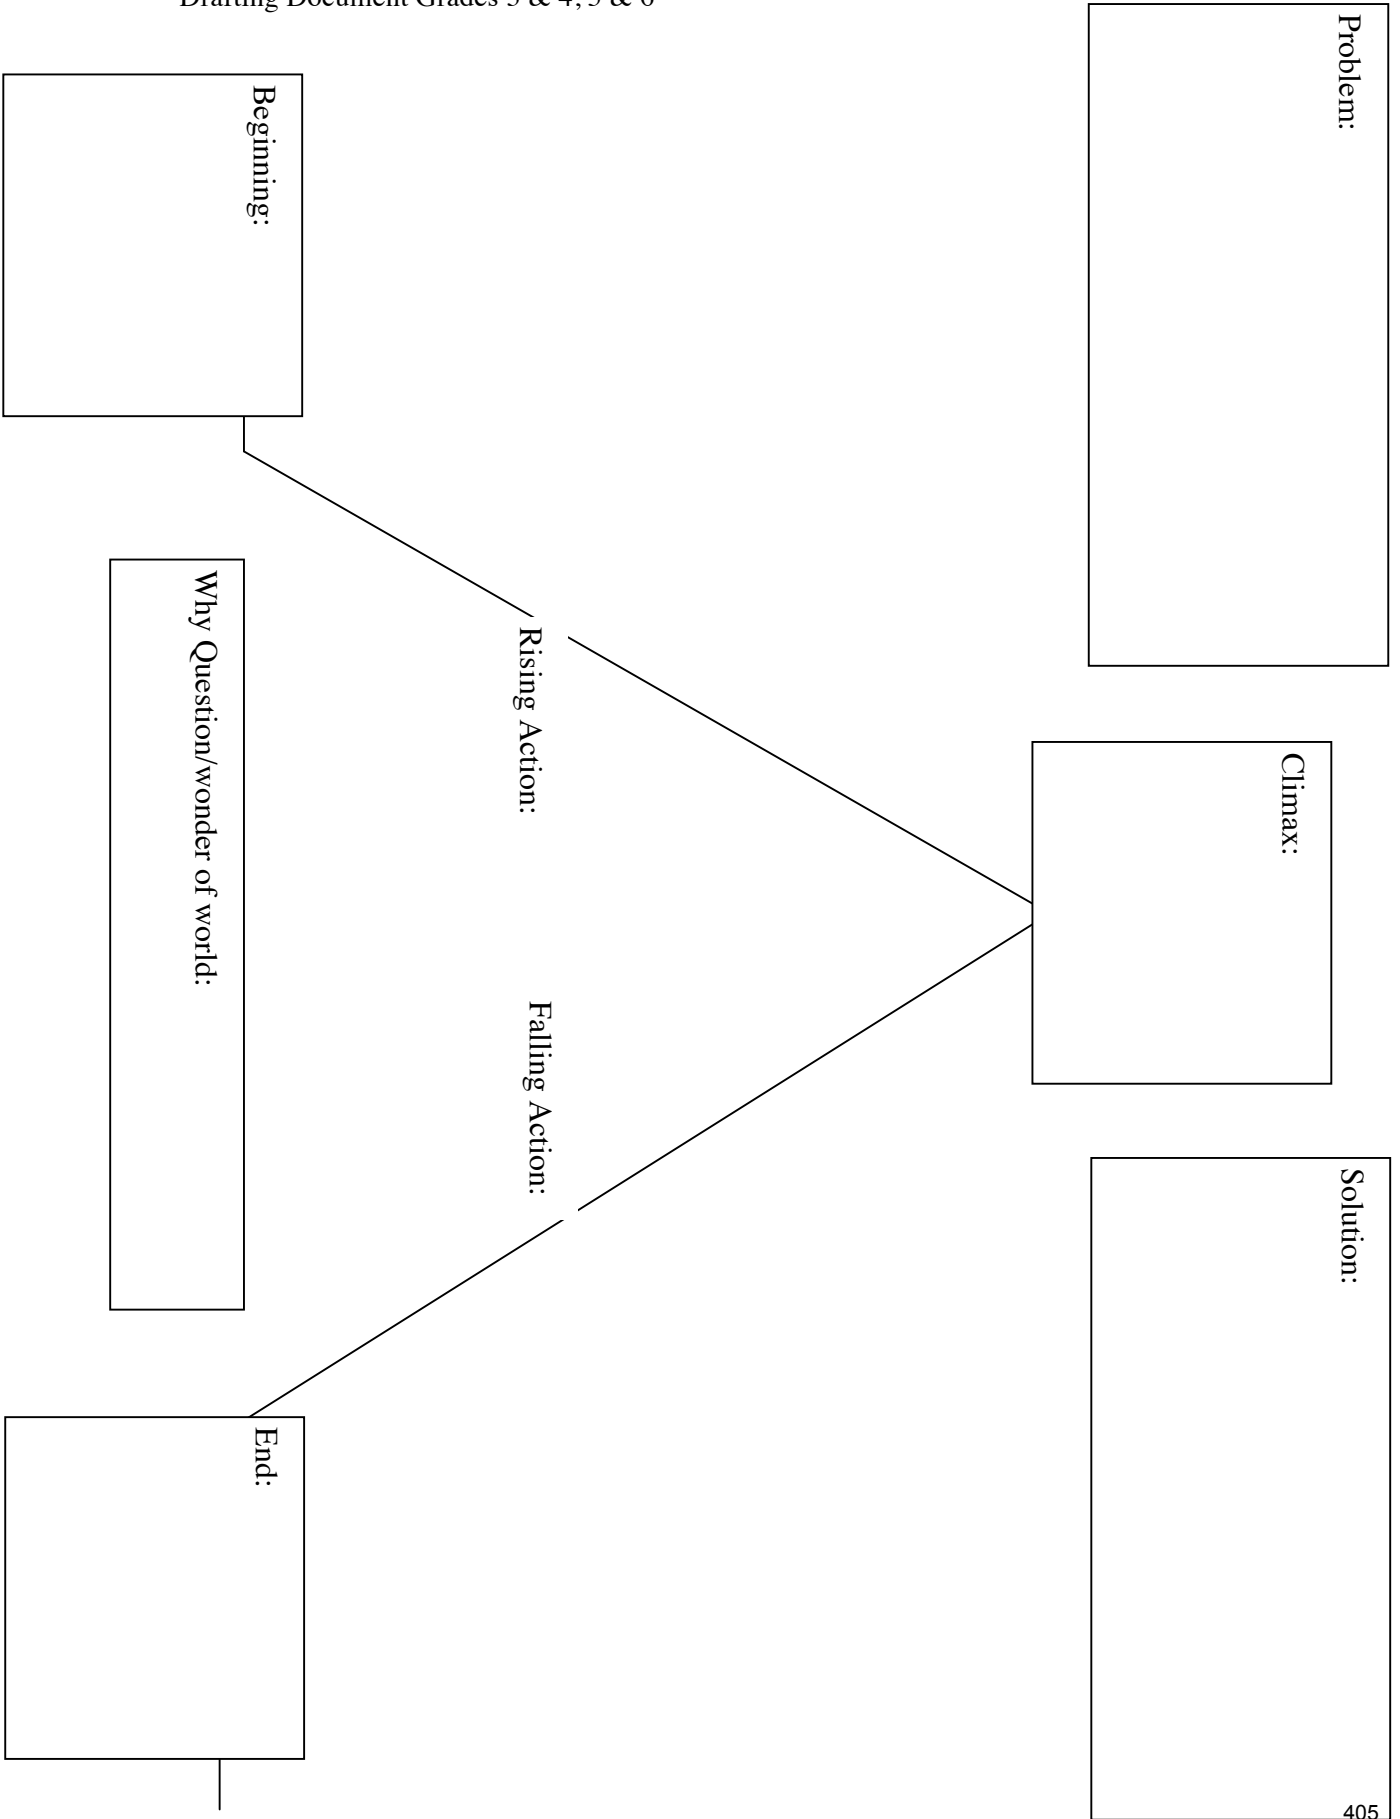 Drafting Document Grades 3 & 4, 5 & 6
Problem:
Climax:
Solution:
Rising Action:
Falling Action:
Beginning:
Why Question/wonder of world:
End:
405